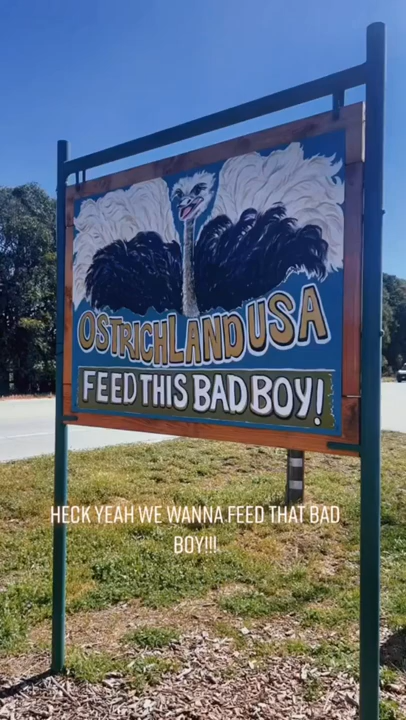 OSTRICHLAND USA
FEED THIS BAD BOY!
HECK YEAH WE WANNA FEED THAT BAD
BOY!!!